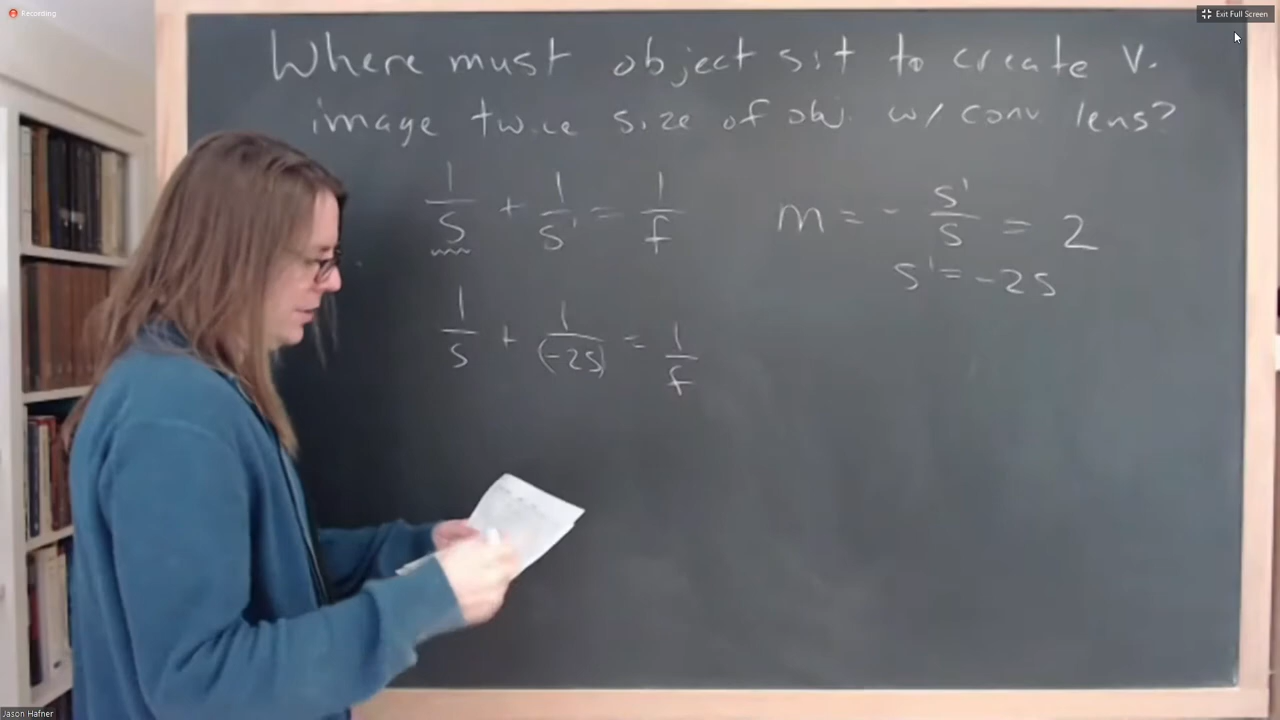 Recording
Exit Full Screen
Where must object sit to create v.
image twice size of obj. w/ conv lens?
1/s + 1/s' = 1/f
m = - s'/s = 2
s' = -2s
1/s + 1/(-2s) = 1/f
Jason Hafner